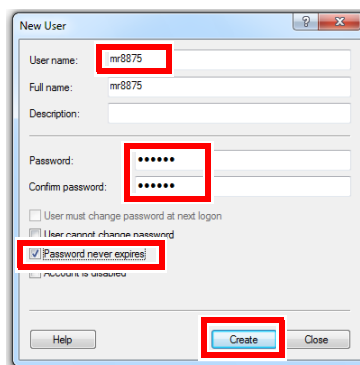 New User
User name: mr8875
Full name: mr8875
Description:
Password: ●●●●●●
Confirm password: ●●●●●●
User must change password at next logon
User cannot change password
Password never expires
Account is disabled
Help Create Close